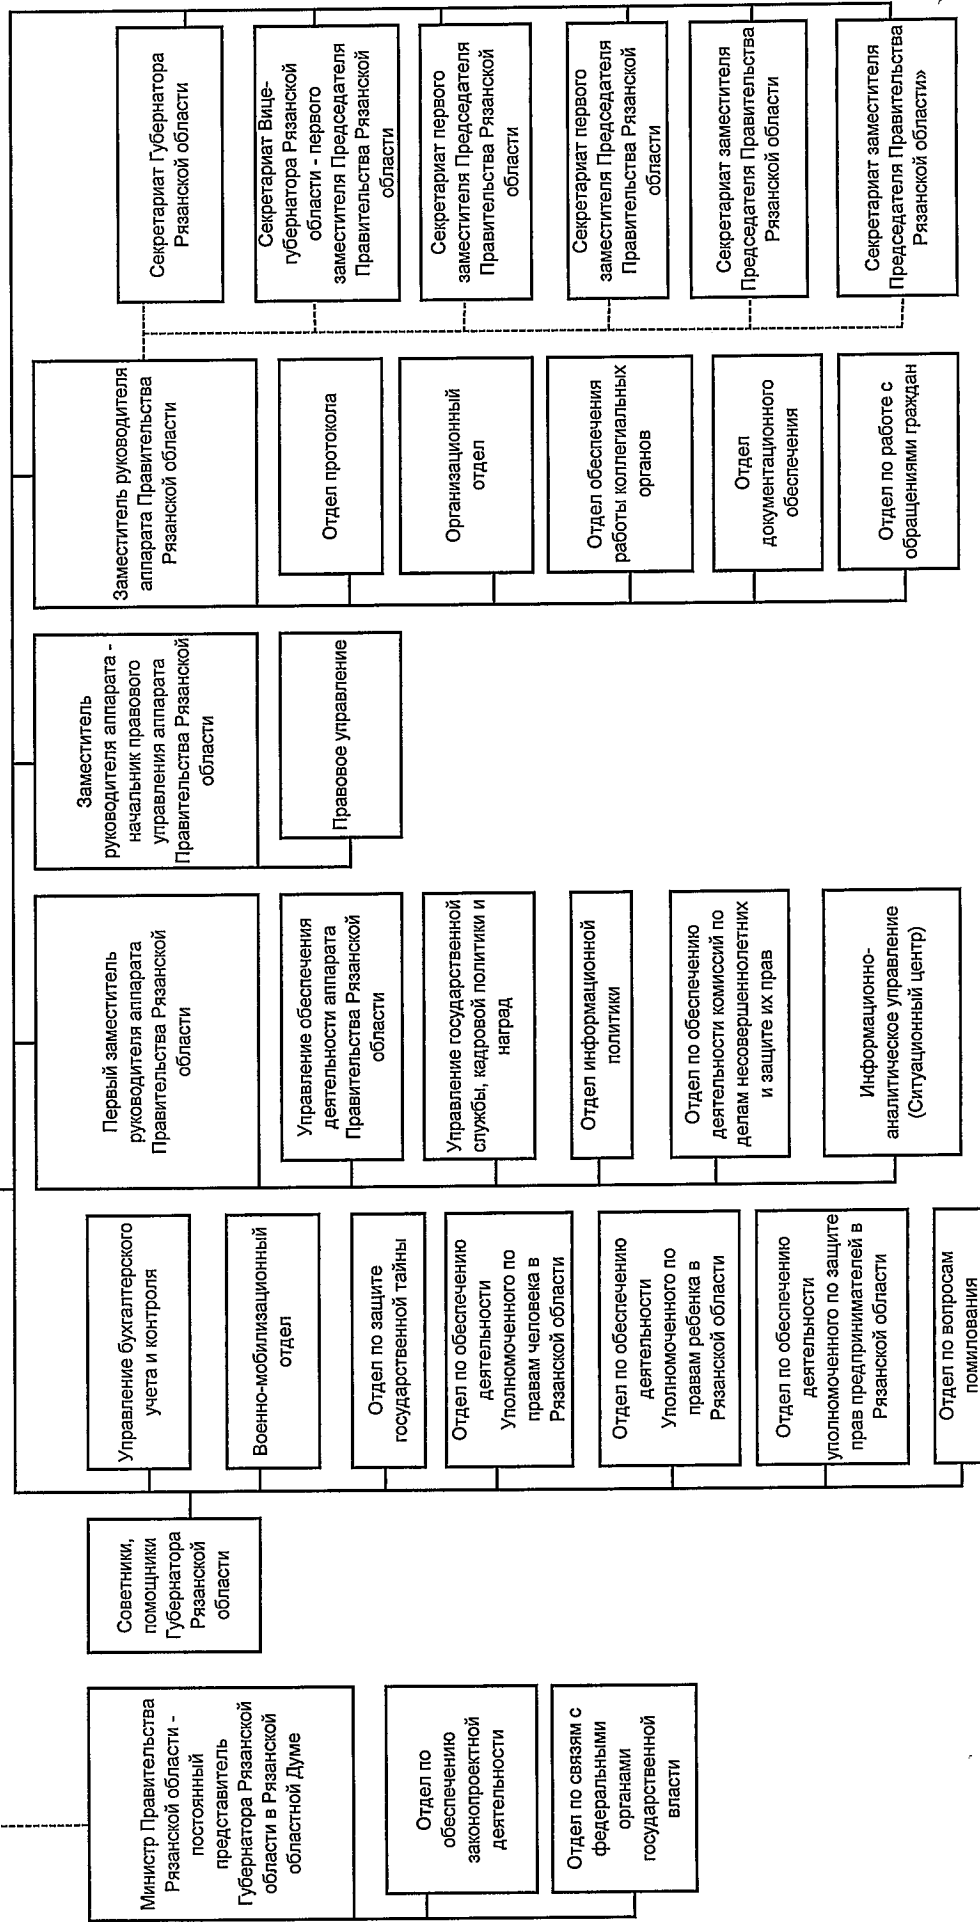 Министр Правительства
Рязанской области -
постоянный
представитель
Губернатора Рязанской
области в Рязанской
областной Думе
Отдел по
обеспечению
законопроектной
деятельности
Отдел по связям с
федеральными
органами
государственной
власти
Советники,
помощники
Губернатора
Рязанской
области
Управление бухгалтерского
учета и контроля
Военно-мобилизационный
отдел
Отдел по защите
государственной тайны
Отдел по обеспечению
деятельности
Уполномоченного по
правам человека в
Рязанской области
Отдел по обеспечению
деятельности
Уполномоченного по
правам ребенка в
Рязанской области
Отдел по обеспечению
деятельности
уполномоченного по защите
прав предпринимателей в
Рязанской области
Отдел по вопросам
помилования
Первый заместитель
руководителя аппарата
Правительства Рязанской
области
Управление обеспечения
деятельности аппарата
Правительства Рязанской
области
Управление государственной
службы, кадровой политики и
наград
Отдел информационной
политики
Отдел по обеспечению
деятельности комиссий по
делам несовершеннолетних
и защите их прав
Информационно-
аналитическое управление
(Ситуационный центр)
Заместитель
руководителя аппарата -
начальник правового
управления аппарата
Правительства Рязанской
области
Правовое управление
Заместитель руководителя
аппарата Правительства
Рязанской области
Отдел протокола
Организационный
отдел
Отдел обеспечения
работы коллегиальных
органов
Отдел
документационного
обеспечения
Отдел по работе с
обращениями граждан
Секретариат Губернатора
Рязанской области
Секретариат Вице-
губернатора Рязанской
области - первого
заместителя Председателя
Правительства Рязанской
области
Секретариат первого
заместителя Председателя
Правительства Рязанской
области
Секретариат первого
заместителя Председателя
Правительства Рязанской
области
Секретариат заместителя
Председателя Правительства
Рязанской области
Секретариат заместителя
Председателя Правительства
Рязанской области»